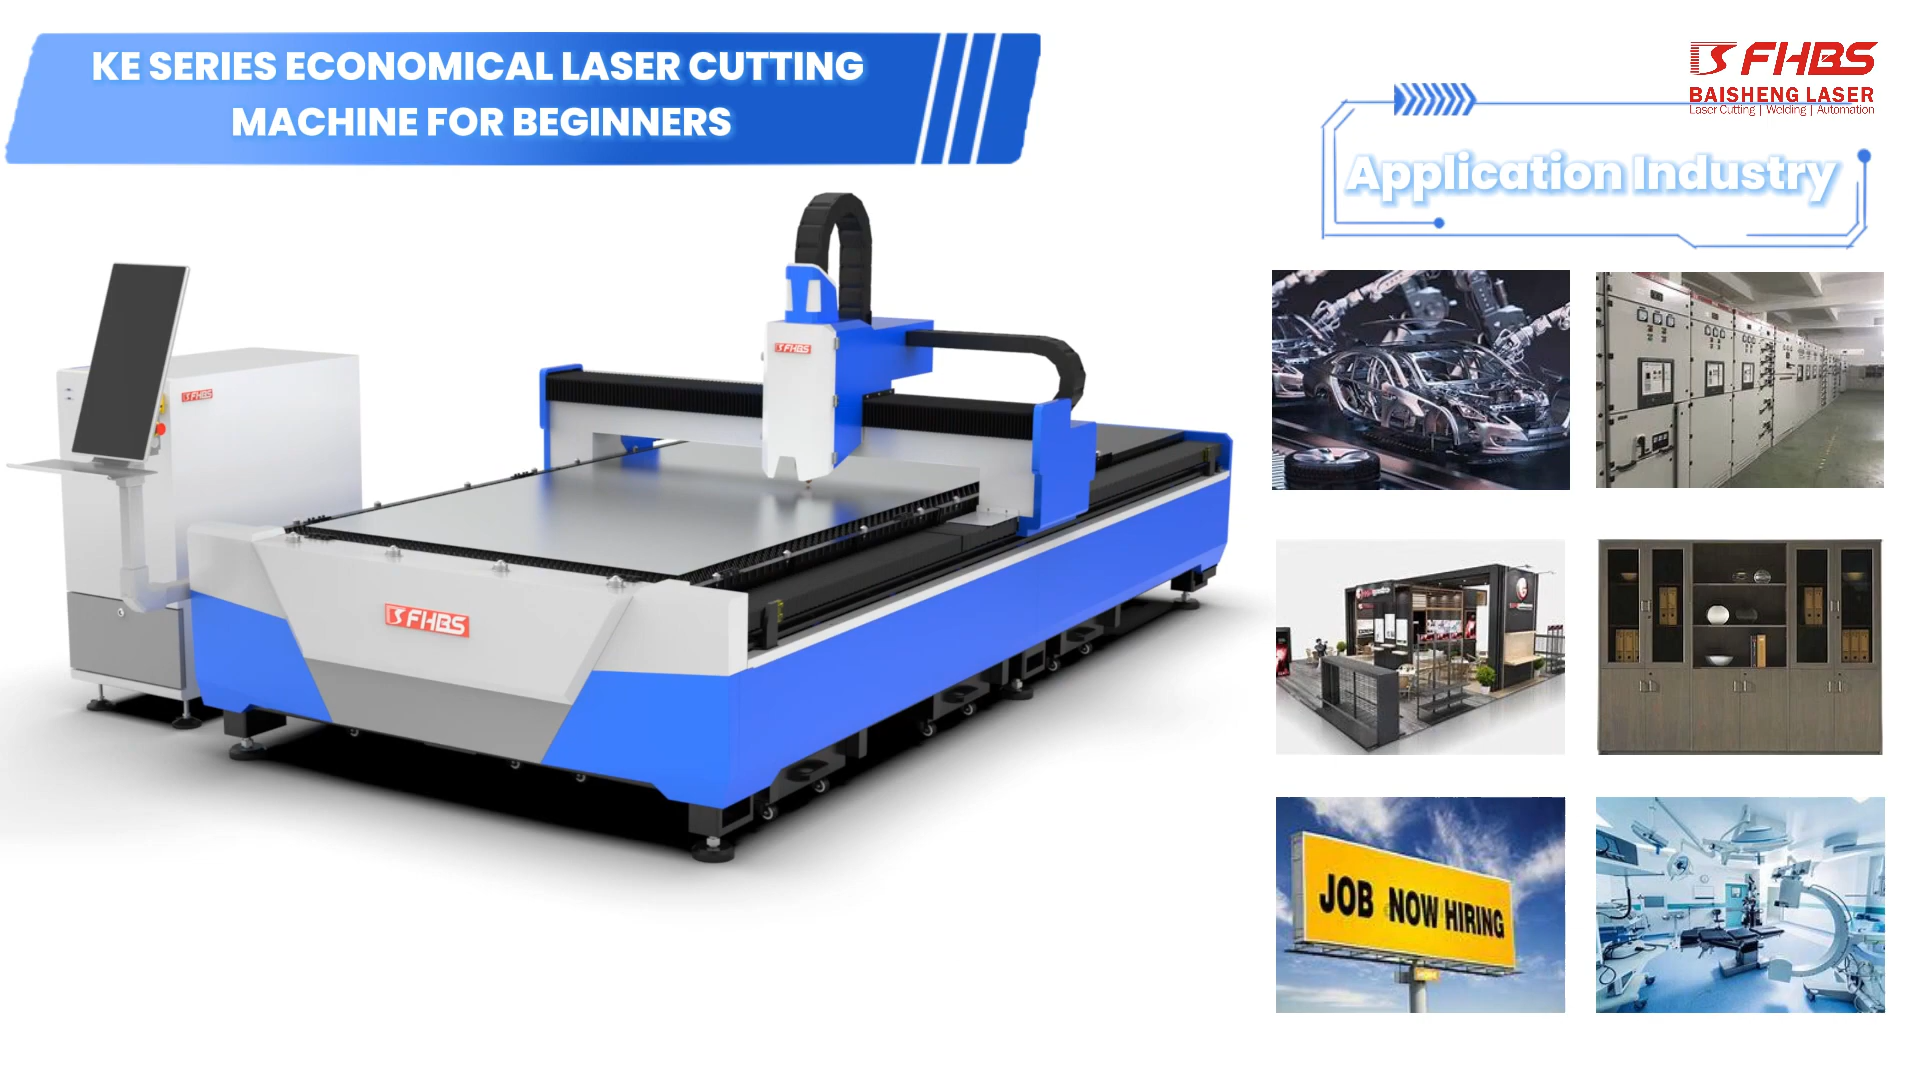 KE SERIES ECONOMICAL LASER CUTTING
MACHINE FOR BEGINNERS
FHBS
BAISHENG LASER
Laser Cutting | Welding | Automation
Application Industry
FHBS
FHBS
FHBS
JOB NOW HIRING